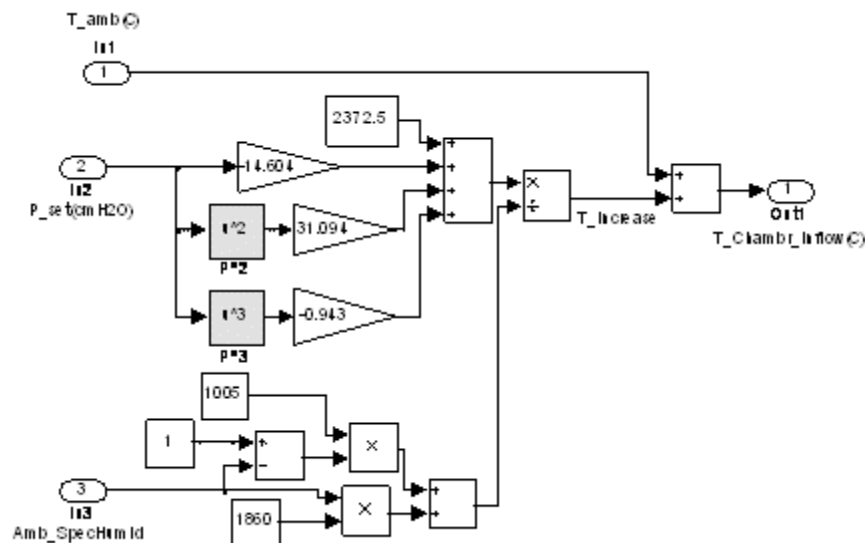 T_amb(C)
In1
1
2372.5
2
-14.604
In2
P_set(cmH2O)
u^2
31.094
P^2
u^3
-0.943
P^3
T_Increase
1
Out1
T_Chambr_Inflow(C)
1005
1
3
In3
Amb_SpecHumid
1860